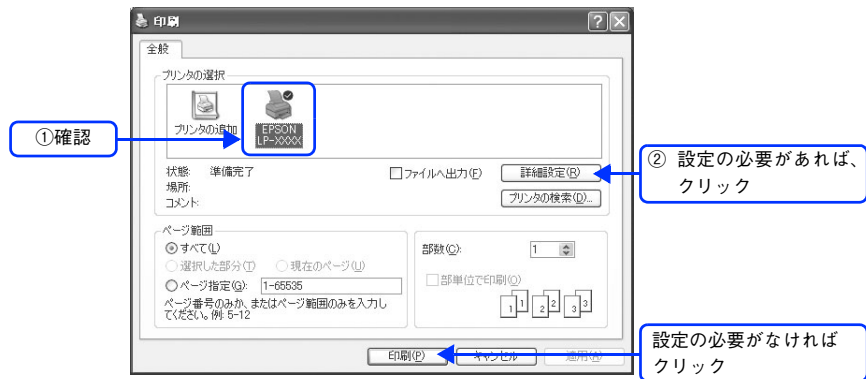 印刷
全般
プリンタの選択
プリンタの追加
EPSON
LP-XXXX
①確認
状態: 準備完了
場所:
コメント:
ファイルへ出力(F)
詳細設定(R)
プリンタの検索(D)...
② 設定の必要があれば、
クリック
ページ範囲
すべて(L)
選択した部分(T)
現在のページ(U)
ページ指定(G): 1-65535
ページ番号のみか、またはページ範囲のみを入力し
てください。例: 5-12
部数(C): 1
部単位で印刷(O)
1 1 2 2 3 3
印刷(P)
キャンセル
適用(A)
設定の必要がなければ
クリック